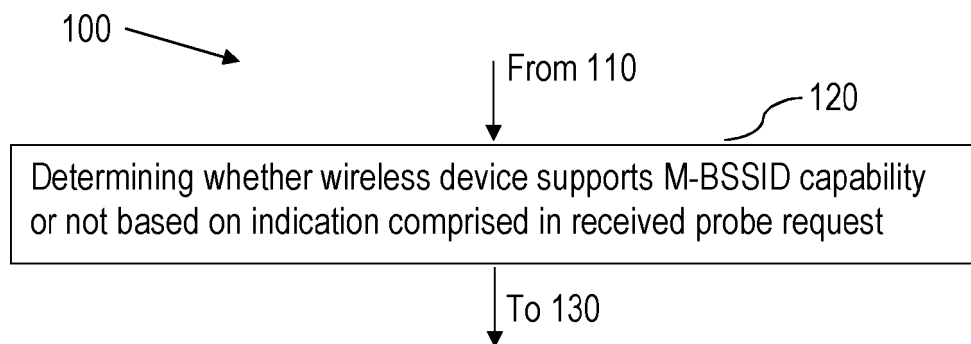 100
From 110
120
Determining whether wireless device supports M-BSSID capability
or not based on indication comprised in received probe request
To 130